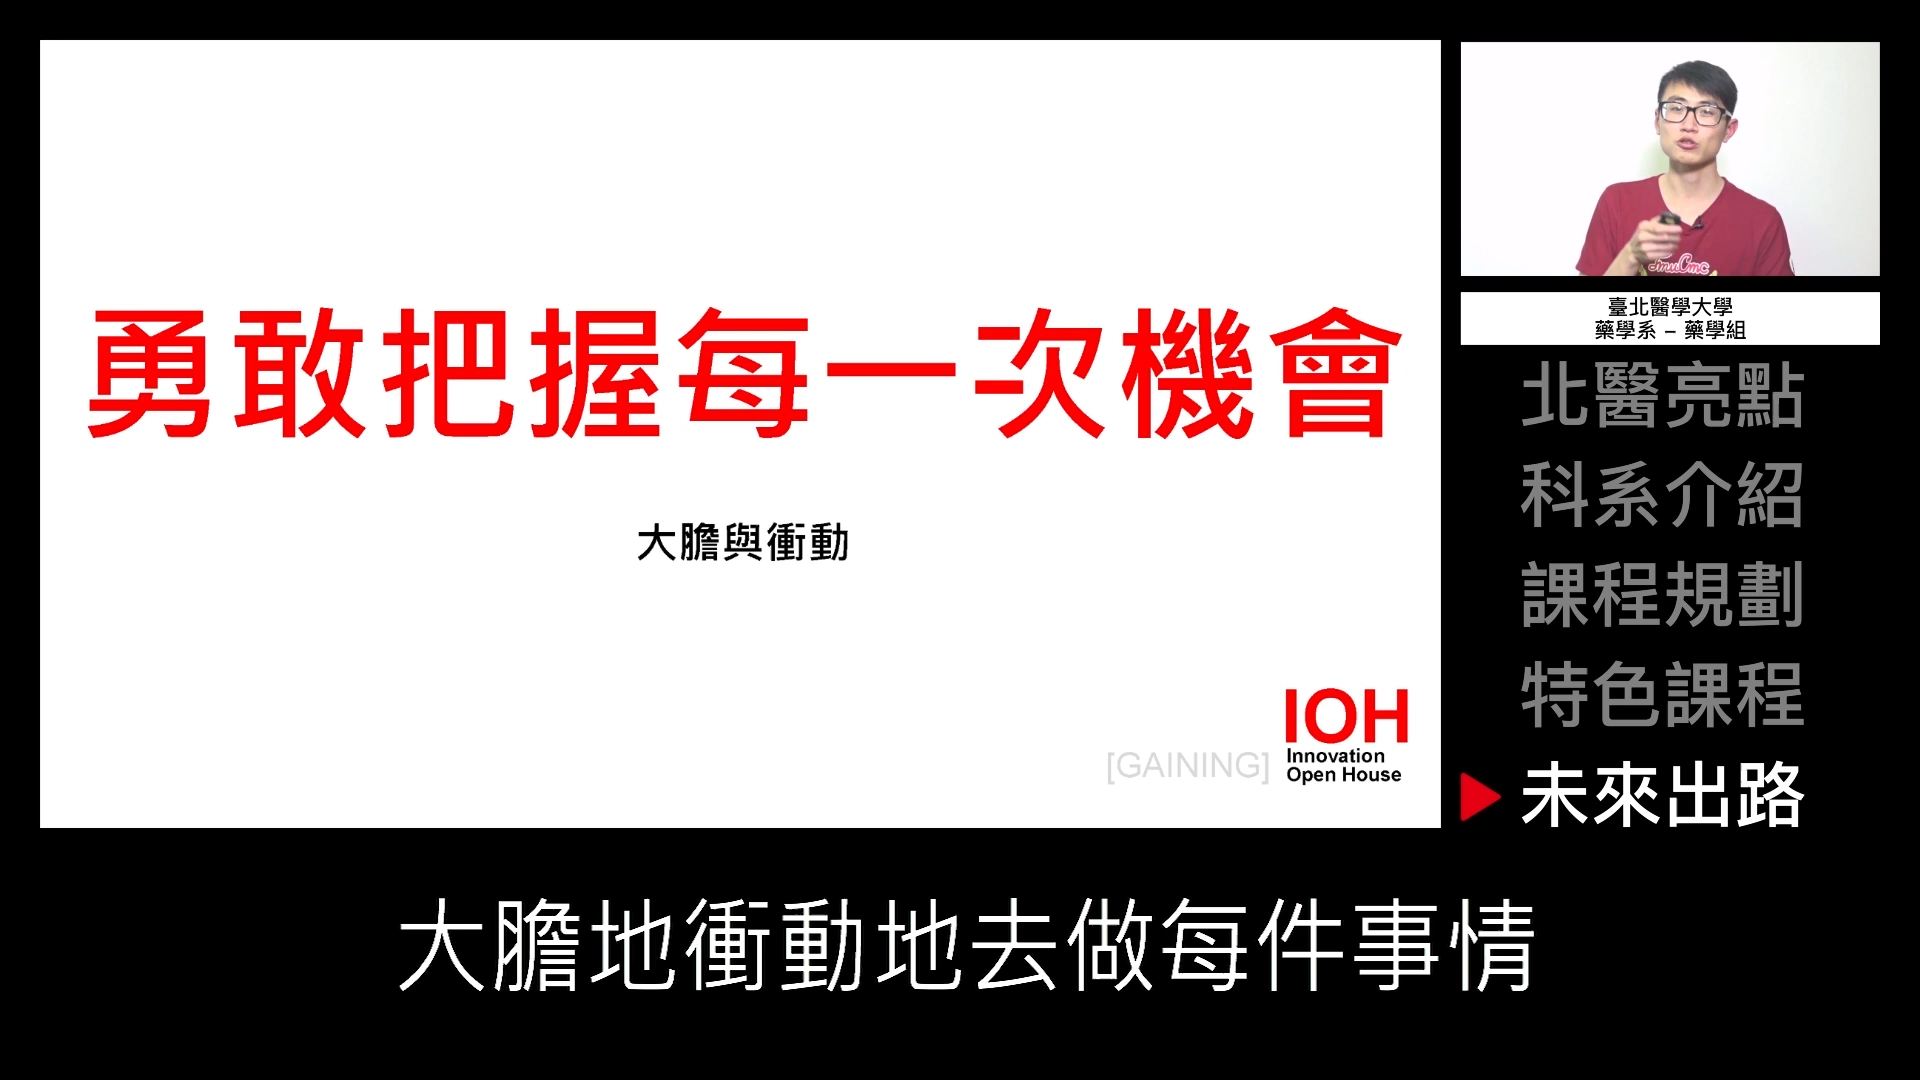 勇敢把握每一次機會
大膽與衝動
[GAINING]
IOH
Innovation
Open House
臺北醫學大學
藥學系 – 藥學組
北醫亮點
科系介紹
課程規劃
特色課程
未來出路
大膽地衝動地去做每件事情